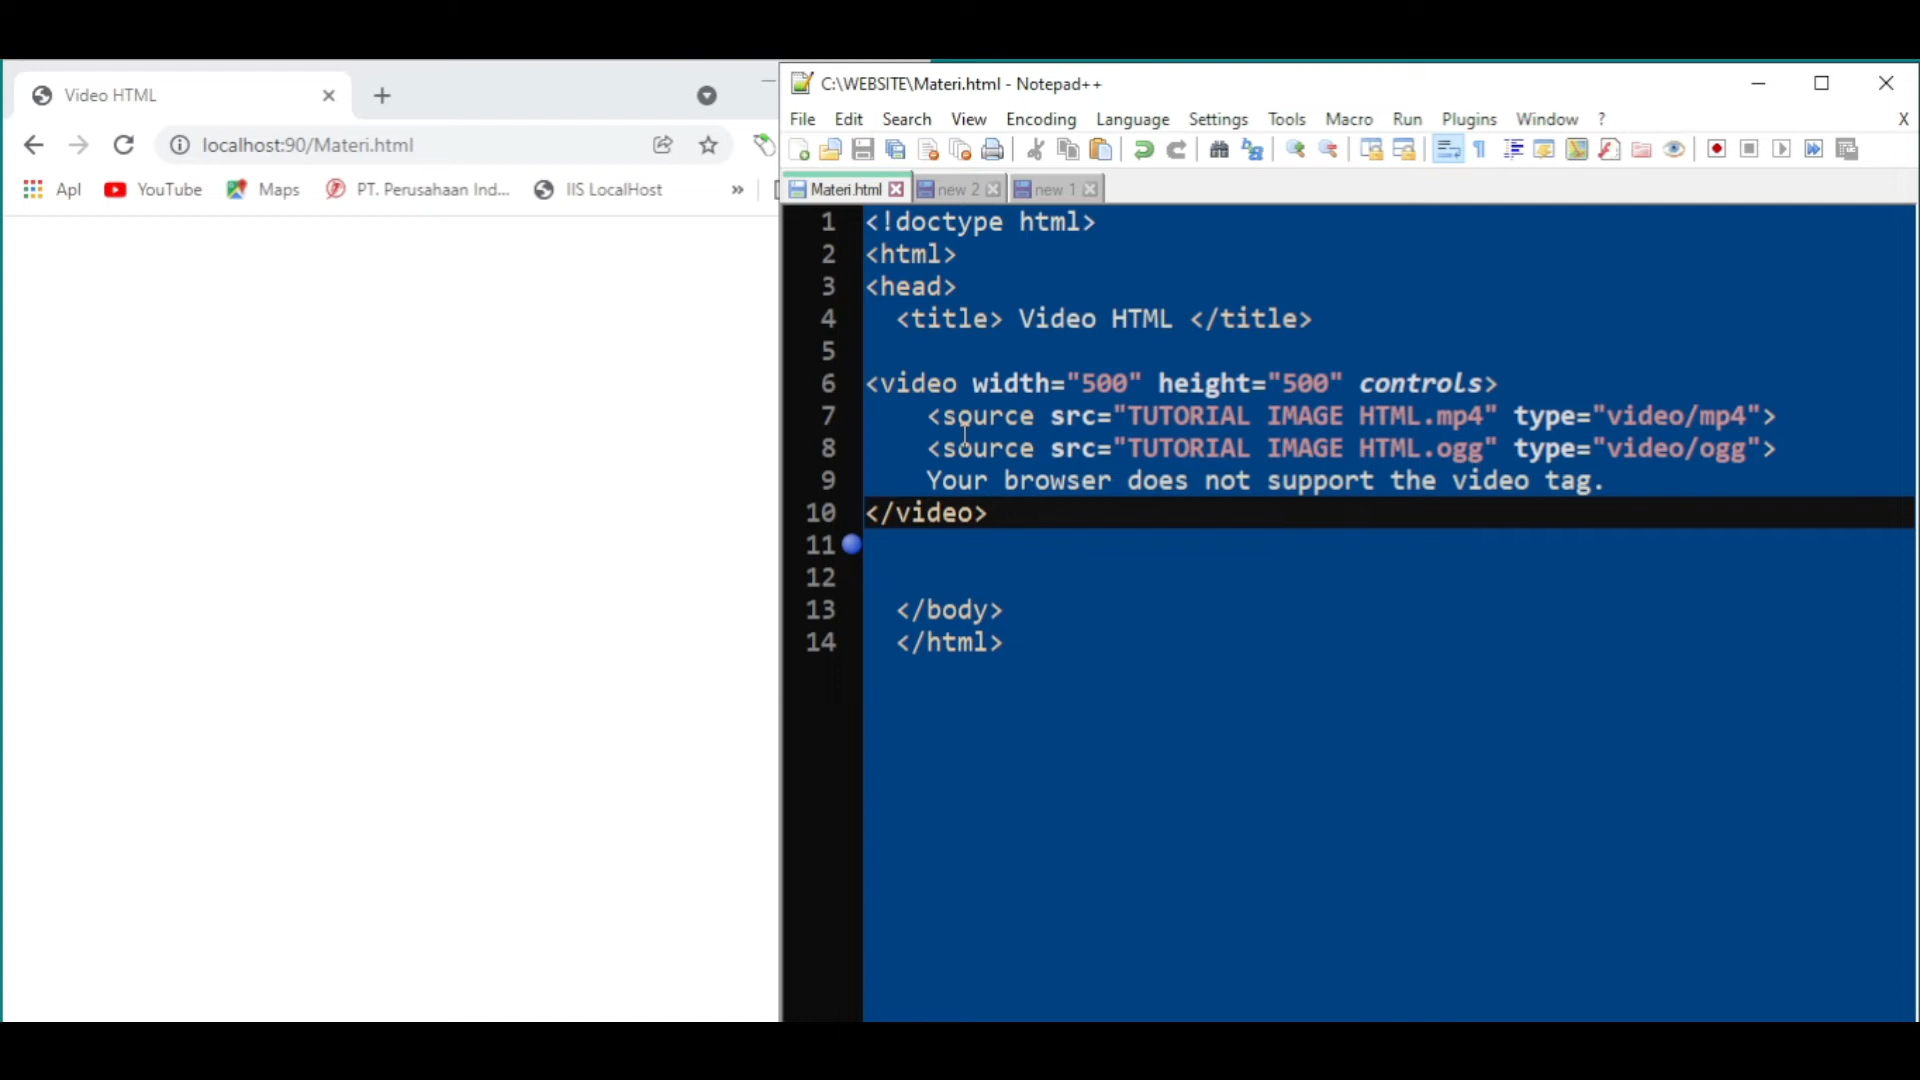 Video HTML
localhost:90/Materi.html
Apl YouTube Maps PT. Perusahaan Ind... IIS LocalHost »
C:\WEBSITE\Materi.html - Notepad++
File Edit Search View Encoding Language Settings Tools Macro Run Plugins Window ? X
Materi.html new 2 new 1
1 <!doctype html>
2 <html>
3 <head>
4 <title> Video HTML </title>
5
6 <video width="500" height="500" controls>
7 <source src="TUTORIAL IMAGE HTML.mp4" type="video/mp4">
8 <source src="TUTORIAL IMAGE HTML.ogg" type="video/ogg">
9 Your browser does not support the video tag.
10 </video>
11
12
13 </body>
14 </html>